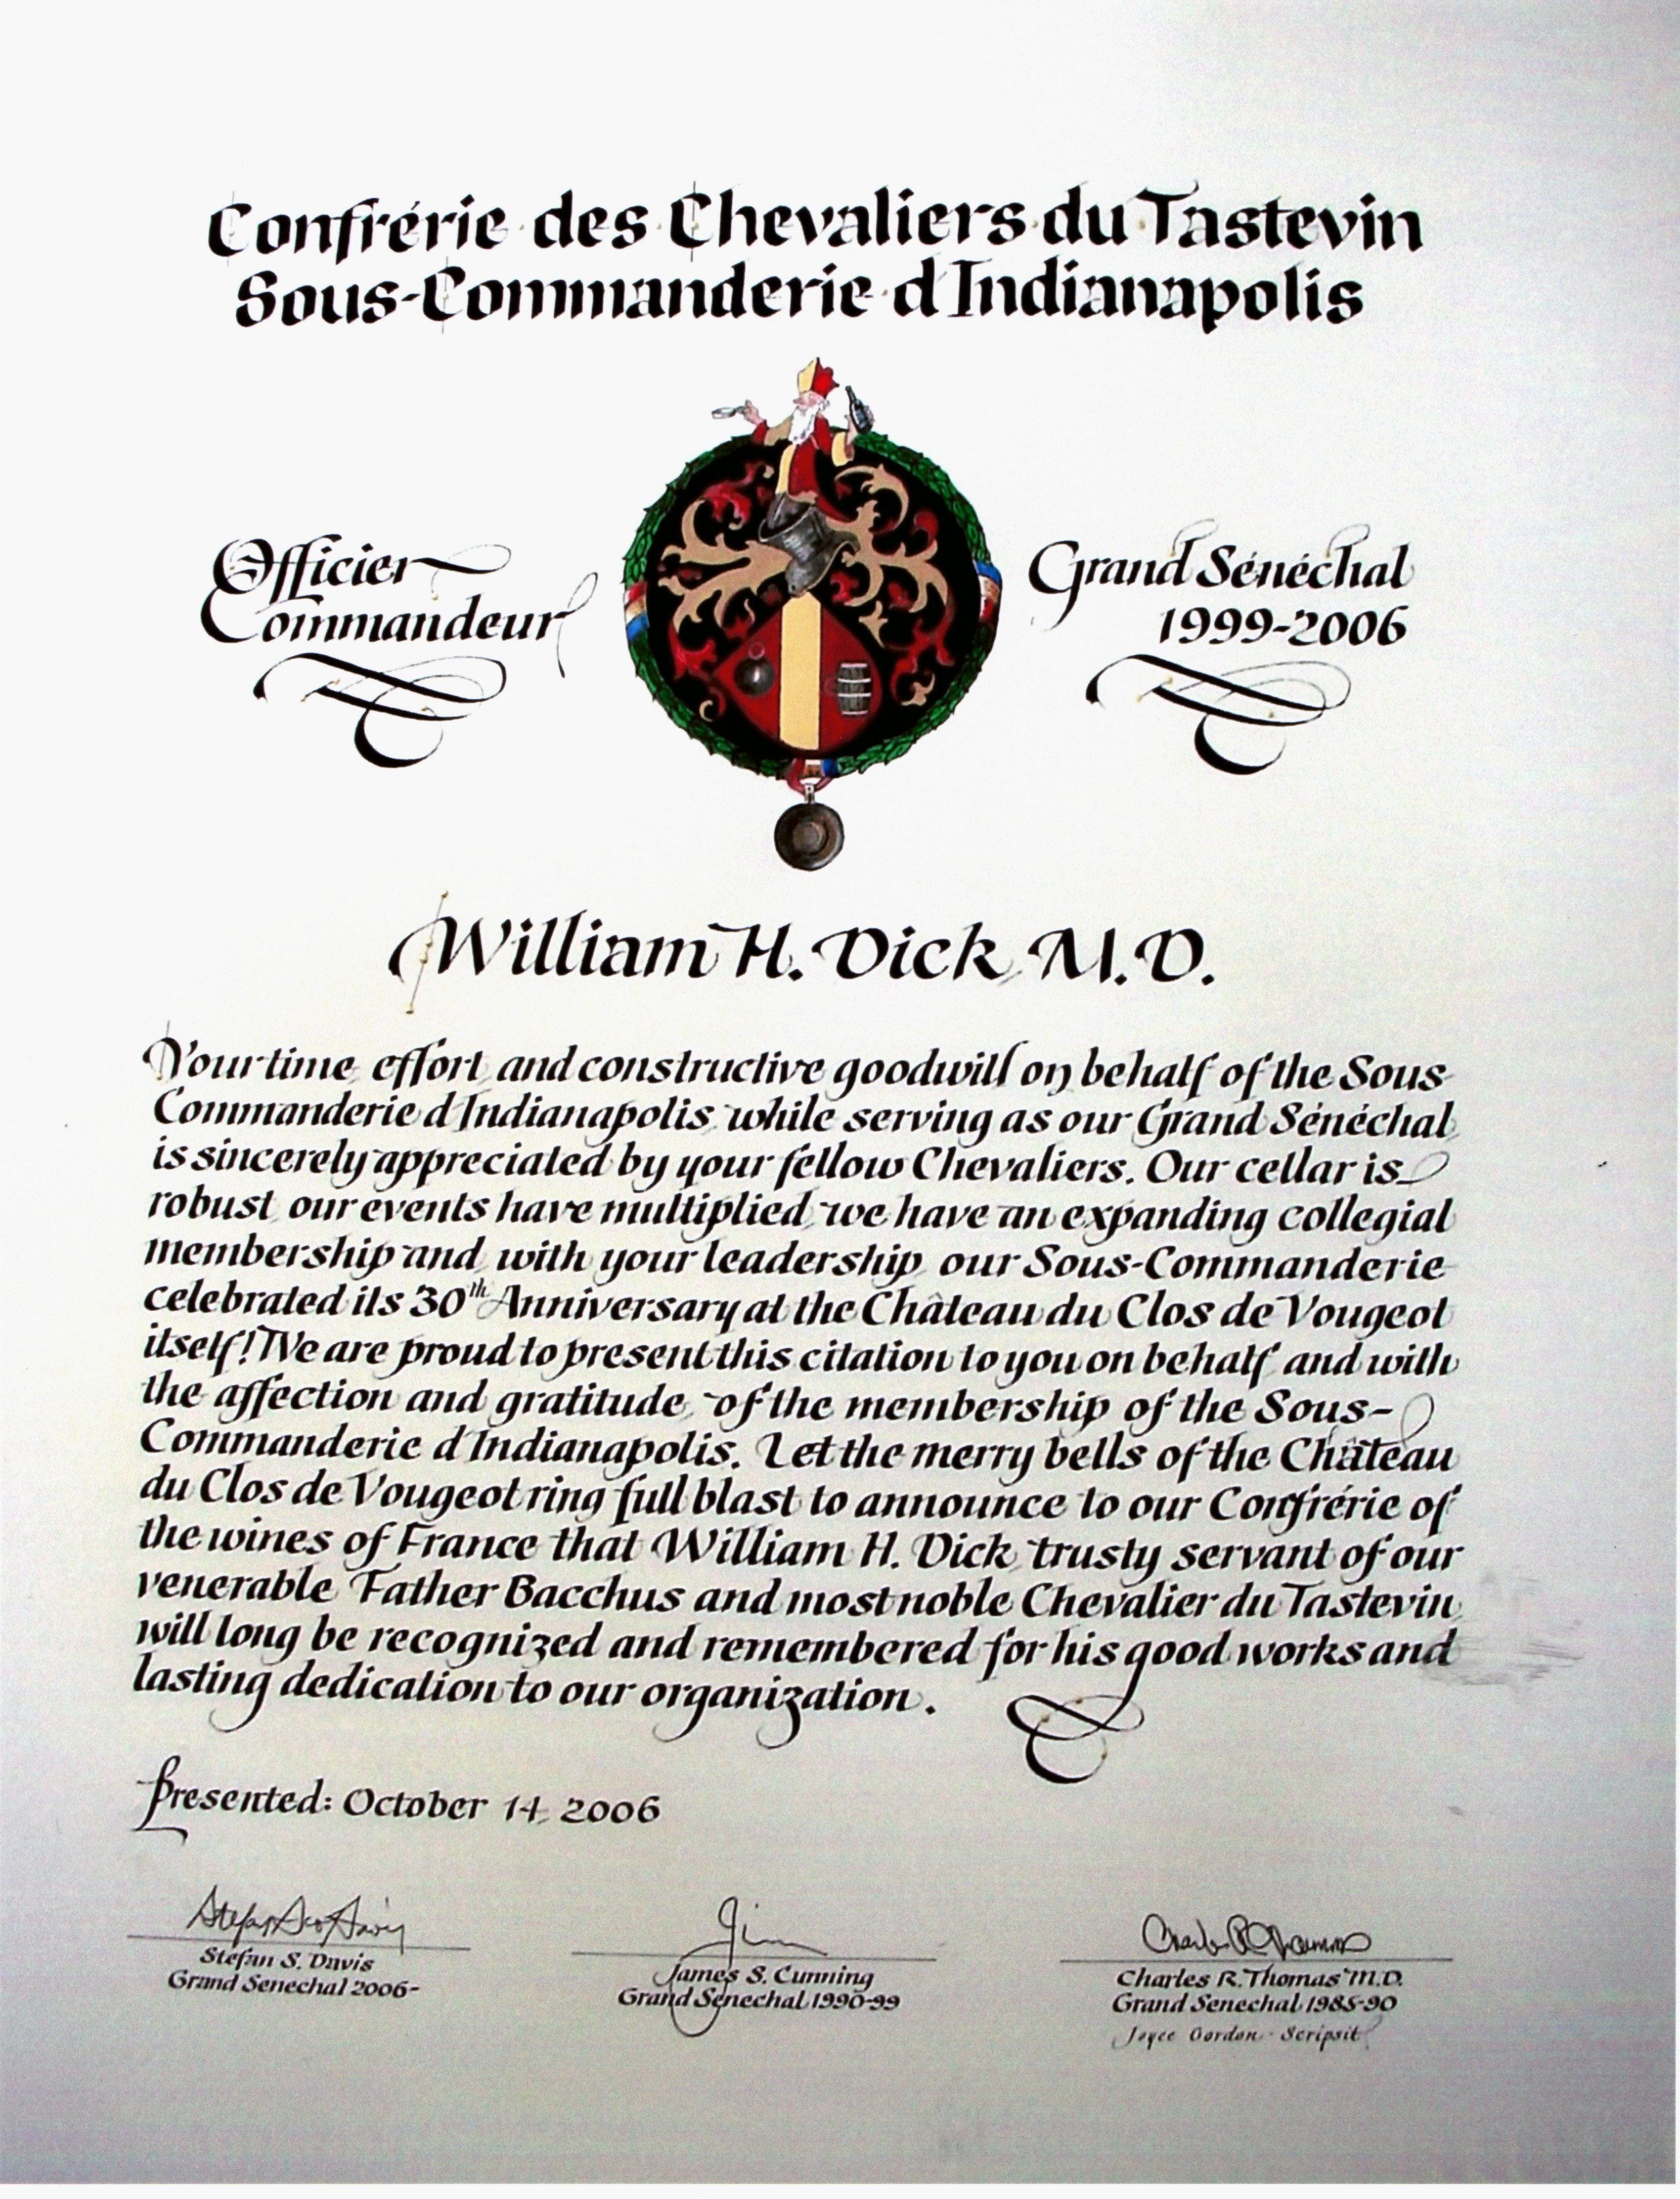 Confrérie des Chevaliers du Tastevin
Sous-Commanderie d'Indianapolis
Officier
Commandeur
Grand Sénéchal
1999-2006
William H. Dick, M.D.
Your time, effort, and constructive goodwill on behalf of the Sous-
Commanderie d'Indianapolis, while serving as our Grand Sénéchal,
is sincerely appreciated by your fellow Chevaliers. Our cellar is
robust, our events have multiplied, we have an expanding collegial
membership and, with your leadership, our Sous-Commanderie
celebrated its 30th Anniversary at the Château du Clos de Vougeot
itself! We are proud to present this citation to you on behalf, and with
the affection and gratitude, of the membership of the Sous-
Commanderie d'Indianapolis. Let the merry bells of the Château
du Clos de Vougeot ring full blast to announce to our Confrérie of
the wines of France that William H. Dick, trusty servant of our
venerable Father Bacchus and most noble Chevalier du Tastevin,
will long be recognized and remembered for his good works and
lasting dedication to our organization.
Presented: October 14, 2006
Stefan S. Davis
Grand Senechal 2006-
Jim
James S. Cunning
Grand Senechal 1990-99
Charles R. Thomas M.D.
Grand Senechal 1985-90
Joyce Gordon · Scripsit